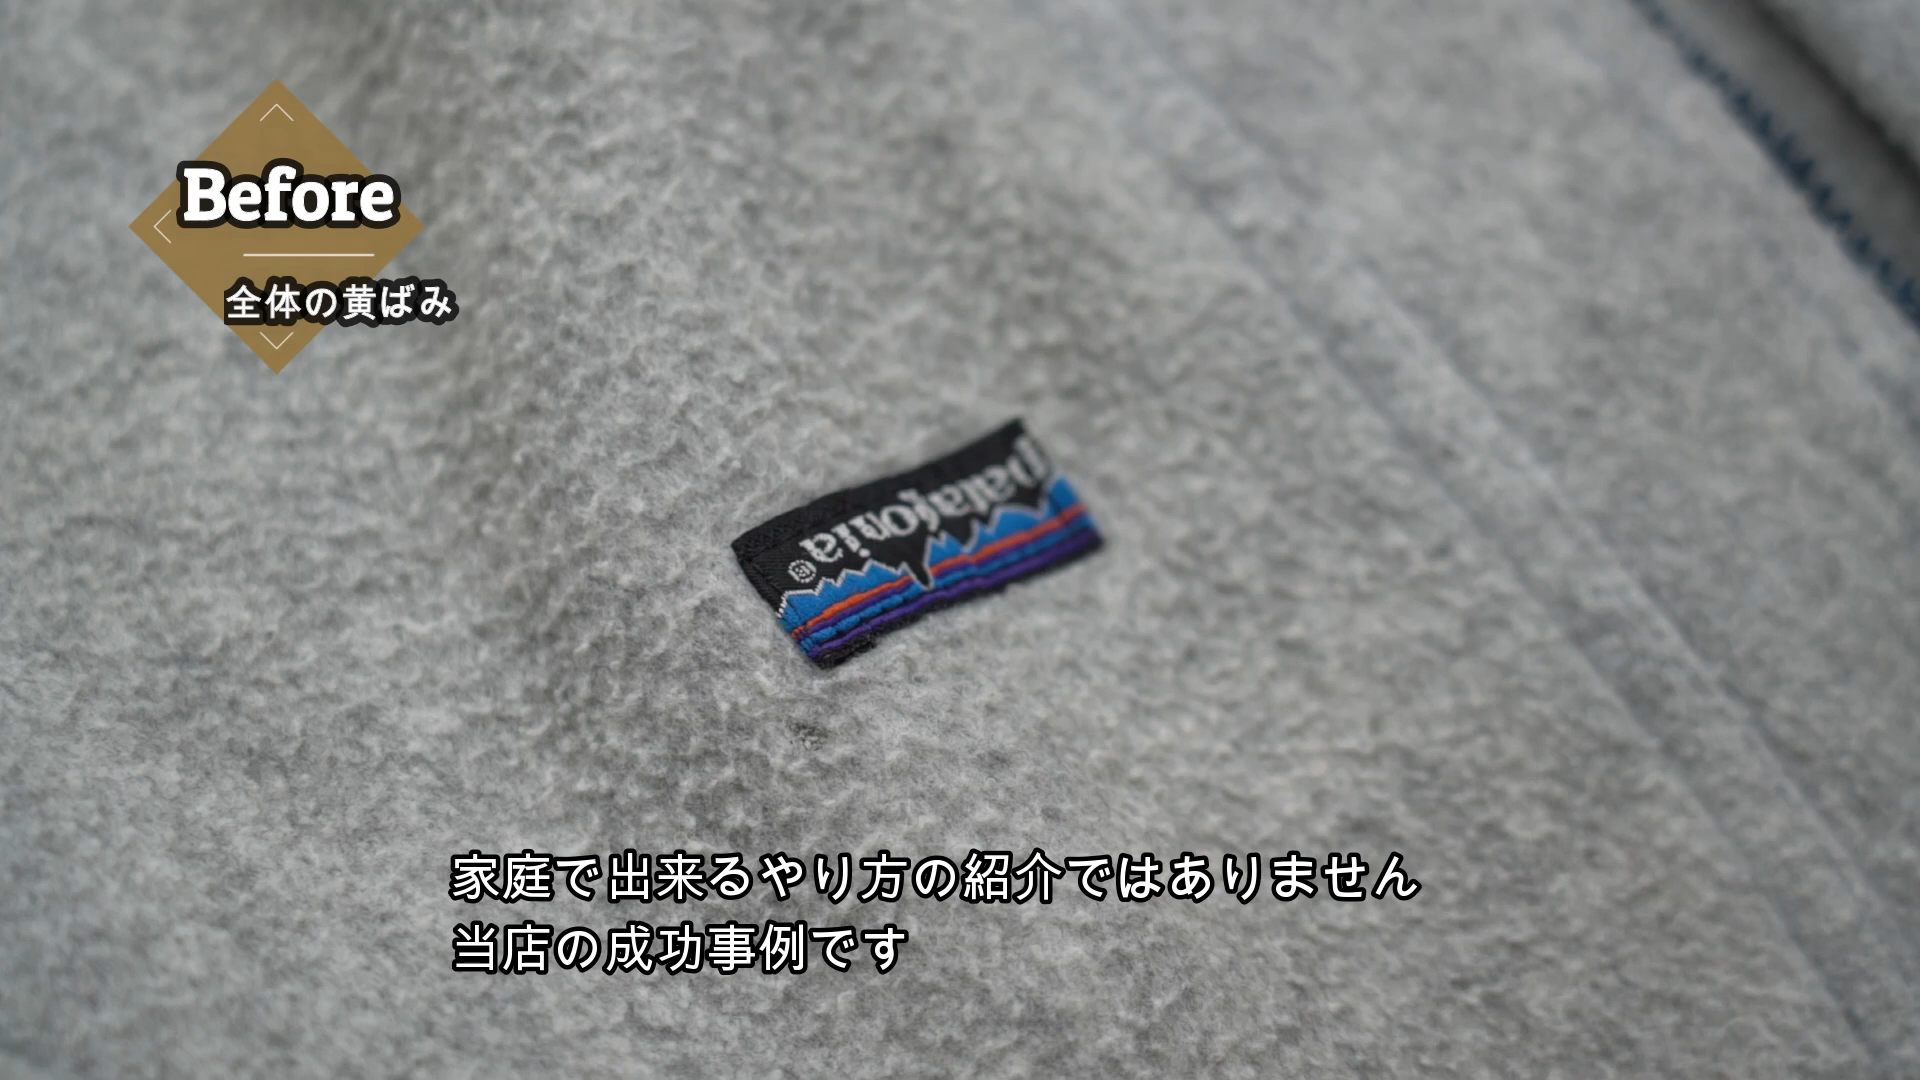 Before
全体の黄ばみ
patagonia®
家庭で出来るやり方の紹介ではありません
当店の成功事例です